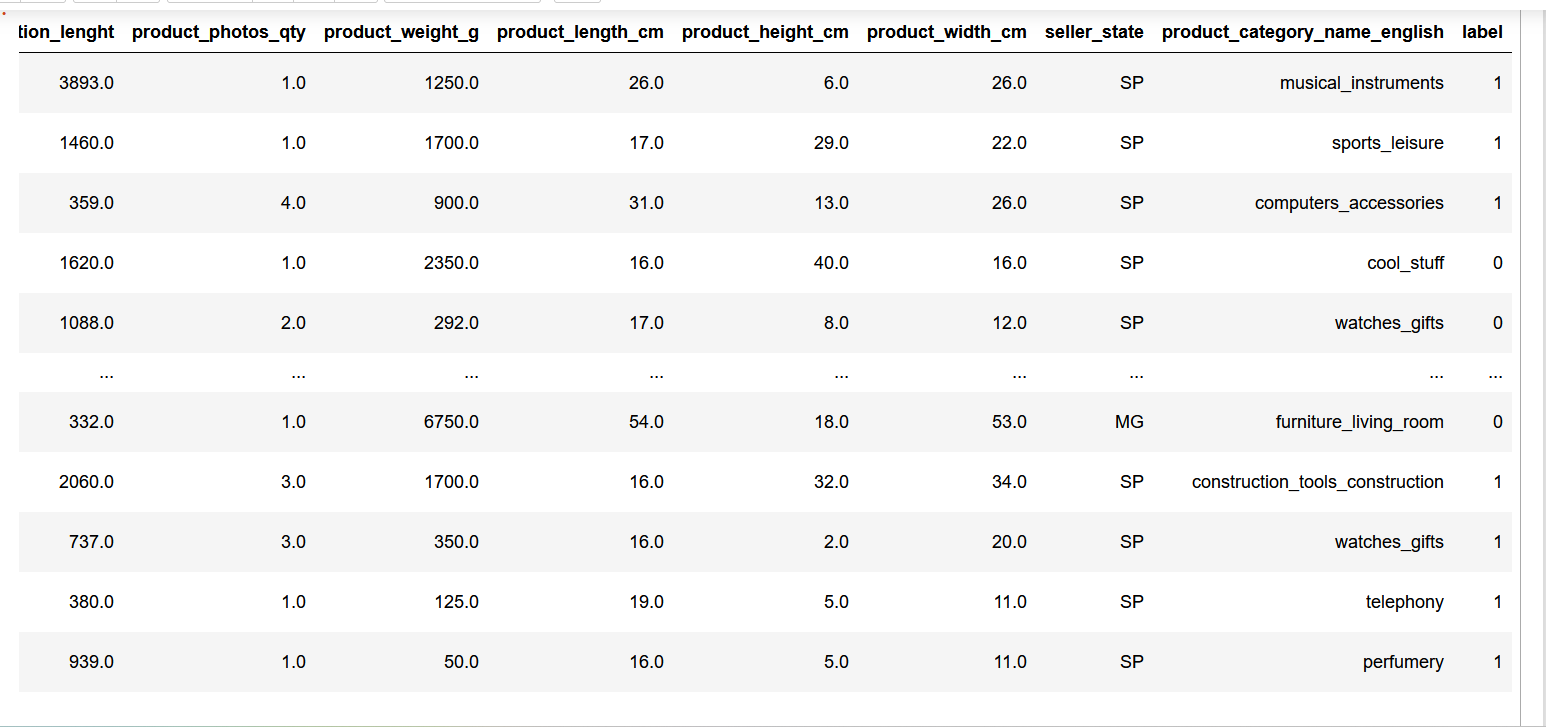 tion_lenght product_photos_qty product_weight_g product_length_cm product_height_cm product_width_cm seller_state product_category_name_english label
3893.0 1.0 1250.0 26.0 6.0 26.0 SP musical_instruments 1
1460.0 1.0 1700.0 17.0 29.0 22.0 SP sports_leisure 1
359.0 4.0 900.0 31.0 13.0 26.0 SP computers_accessories 1
1620.0 1.0 2350.0 16.0 40.0 16.0 SP cool_stuff 0
1088.0 2.0 292.0 17.0 8.0 12.0 SP watches_gifts 0
... ... ... ... ... ... ... ... ...
332.0 1.0 6750.0 54.0 18.0 53.0 MG furniture_living_room 0
2060.0 3.0 1700.0 16.0 32.0 34.0 SP construction_tools_construction 1
737.0 3.0 350.0 16.0 2.0 20.0 SP watches_gifts 1
380.0 1.0 125.0 19.0 5.0 11.0 SP telephony 1
939.0 1.0 50.0 16.0 5.0 11.0 SP perfumery 1